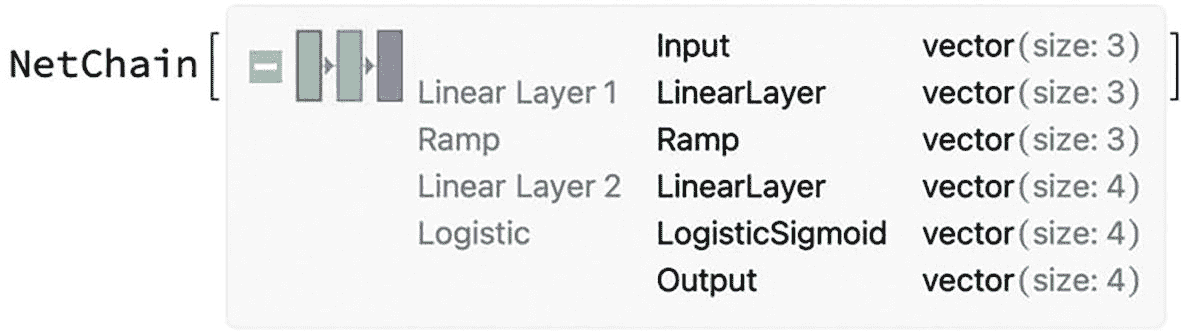 Input vector(size: 3)
NetChain[ ]
Linear Layer 1 LinearLayer vector(size: 3)
Ramp Ramp vector(size: 3)
Linear Layer 2 LinearLayer vector(size: 4)
Logistic LogisticSigmoid vector(size: 4)
Output vector(size: 4)